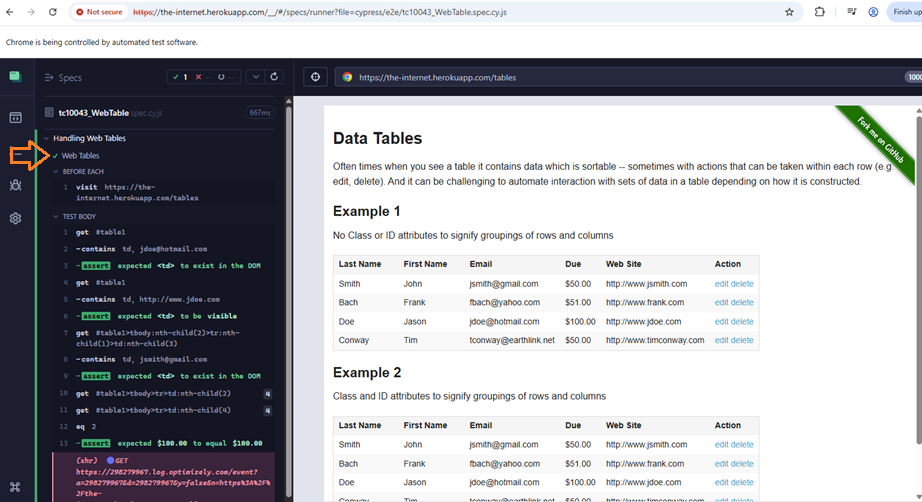 Not secure https://the-internet.herokuapp.com/__/#/specs/runner?file=cypress/e2e/tc10043_WebTable.spec.cy.js Finish up
Chrome is being controlled by automated test software.
Specs 1 -- --
https://the-internet.herokuapp.com/tables 1000
tc10043_WebTable.spec.cy.js 667ms
Handling Web Tables
Web Tables
BEFORE EACH
1 visit https://the-
internet.herokuapp.com/tables
TEST BODY
1 get #table1
2 -contains td, jdoe@hotmail.com
3 -assert expected <td> to exist in the DOM
4 get #table1
5 -contains td, http://www.jdoe.com
6 -assert expected <td> to be visible
7 get #table1>tbody:nth-child(2)>tr:nth-
child(1)>td:nth-child(3)
8 -contains td, jsmith@gmail.com
9 -assert expected <td> to exist in the DOM
10 get #table1>tbody>tr>td:nth-child(2) 4
11 get #table1>tbody>tr>td:nth-child(4) 4
12 eq 2
13 -assert expected $100.00 to equal $100.00
(xhr) GET
https://298279967.log.optimizely.com/event?
a=298279967&d=298279967&y=false&n=https%3A%2F%2
Fthe-
Fork me on GitHub
Data Tables
Often times when you see a table it contains data which is sortable -- sometimes with actions that can be taken within each row (e.g.
edit, delete). And it can be challenging to automate interaction with sets of data in a table depending on how it is constructed.
Example 1
No Class or ID attributes to signify groupings of rows and columns
Last Name First Name Email Due Web Site Action
Smith John jsmith@gmail.com $50.00 http://www.jsmith.com edit delete
Bach Frank fbach@yahoo.com $51.00 http://www.frank.com edit delete
Doe Jason jdoe@hotmail.com $100.00 http://www.jdoe.com edit delete
Conway Tim tconway@earthlink.net $50.00 http://www.timconway.com edit delete
Example 2
Class and ID attributes to signify groupings of rows and columns
Last Name First Name Email Due Web Site Action
Smith John jsmith@gmail.com $50.00 http://www.jsmith.com edit delete
Bach Frank fbach@yahoo.com $51.00 http://www.frank.com edit delete
Doe Jason jdoe@hotmail.com $100.00 http://www.jdoe.com edit delete
Conway Tim tconway@earthlink.net $50.00 http://www.timconway.com edit delete